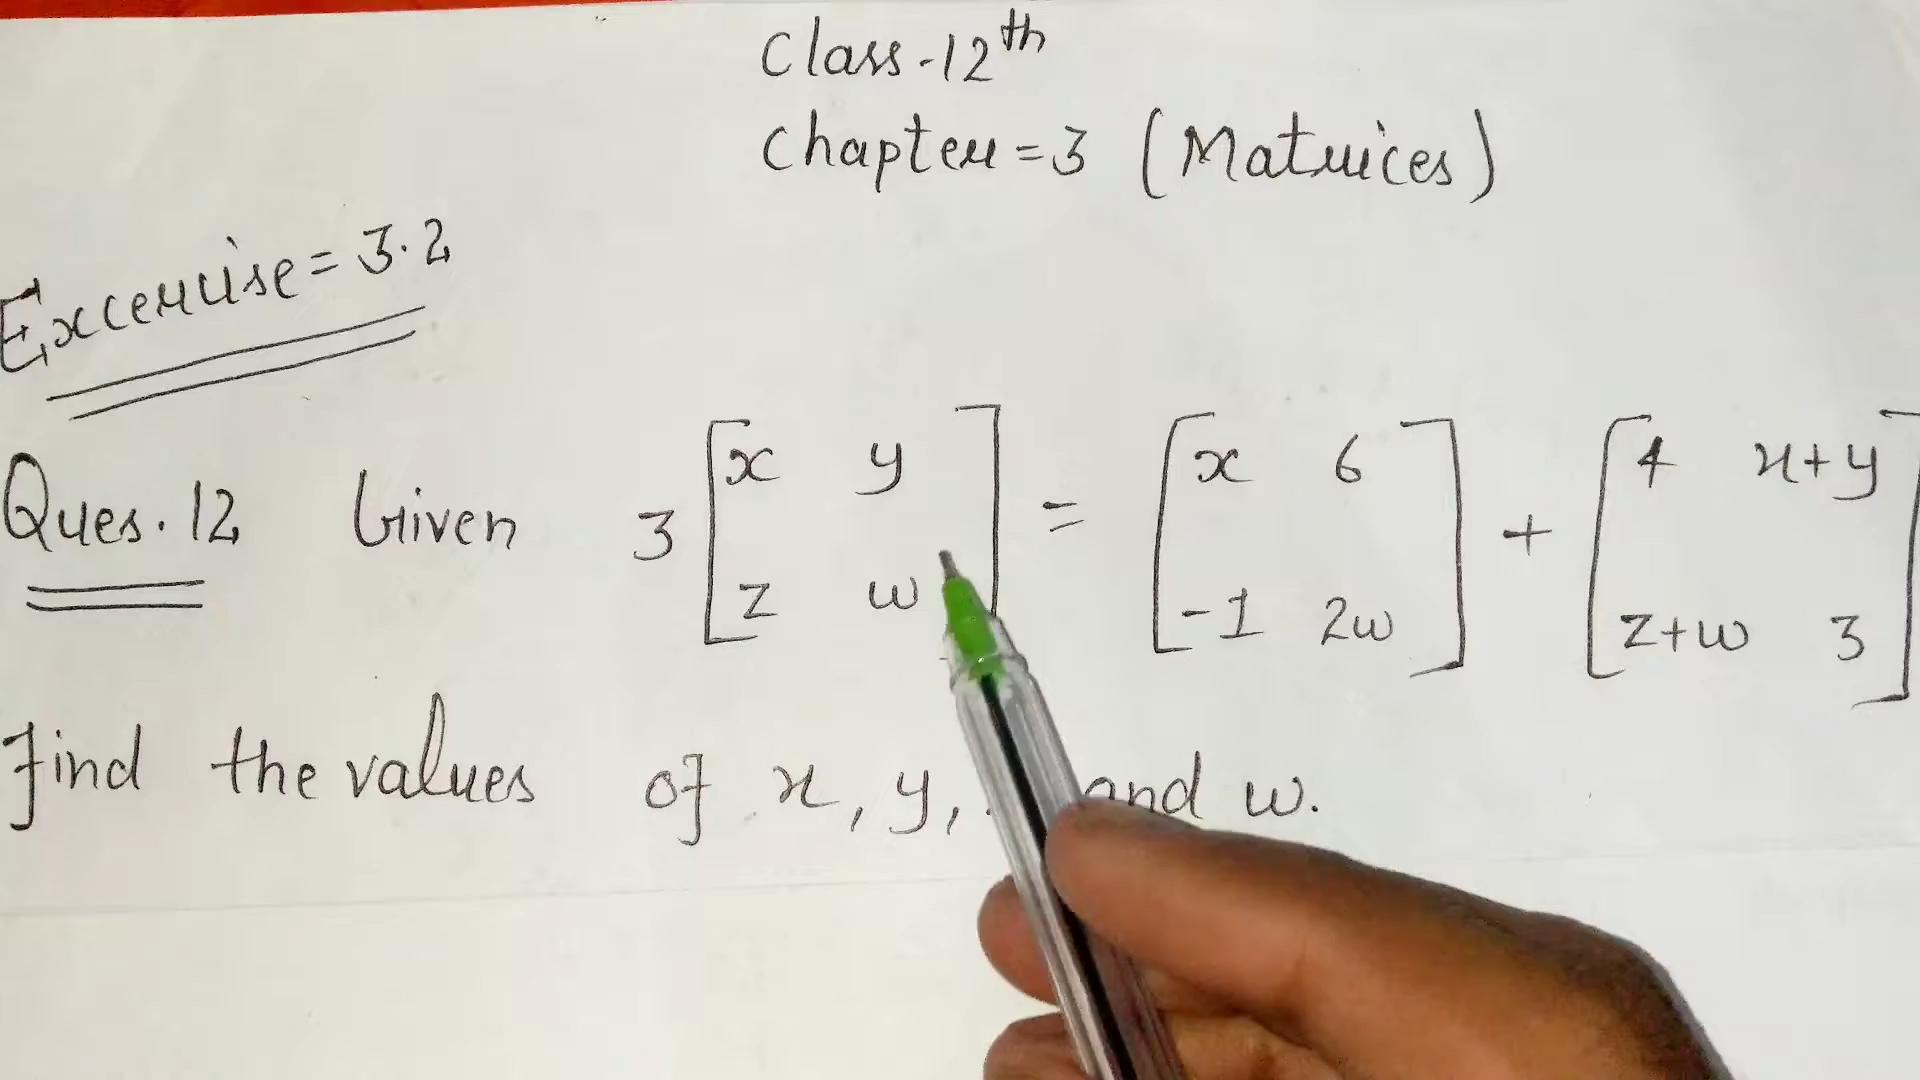 Class-12th
Chapter=3 (Matrices)
Excercise=3.2
Ques.12 Given 3 [x y z w] = [x 6 -1 2w] + [4 x+y z+w 3]
Find the values of x, y, and w.